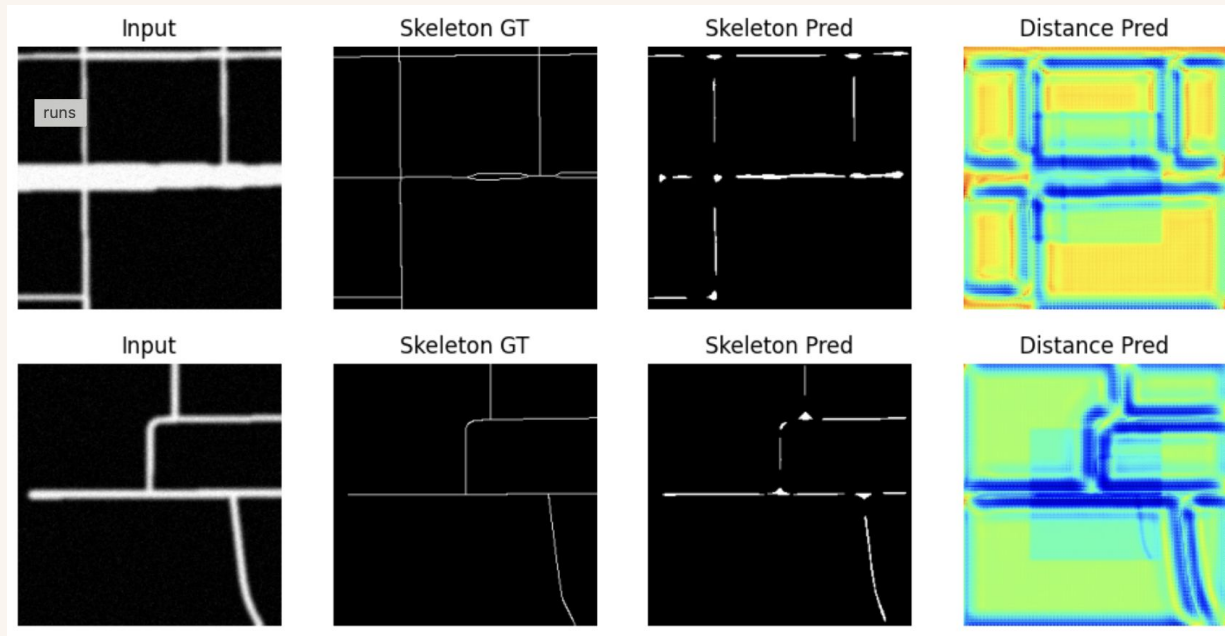 Input
Skeleton GT
Skeleton Pred
Distance Pred
runs
Input
Skeleton GT
Skeleton Pred
Distance Pred